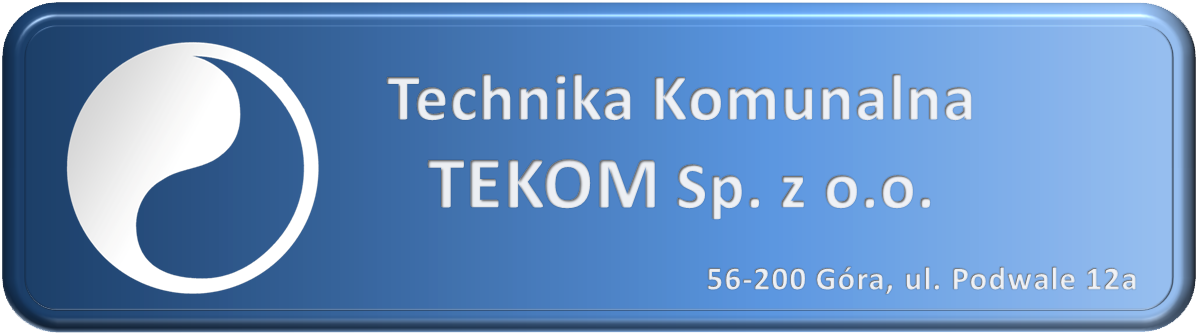 Technika Komunalna
TEKOM Sp. z o.o.
56-200 Góra, ul. Podwale 12a